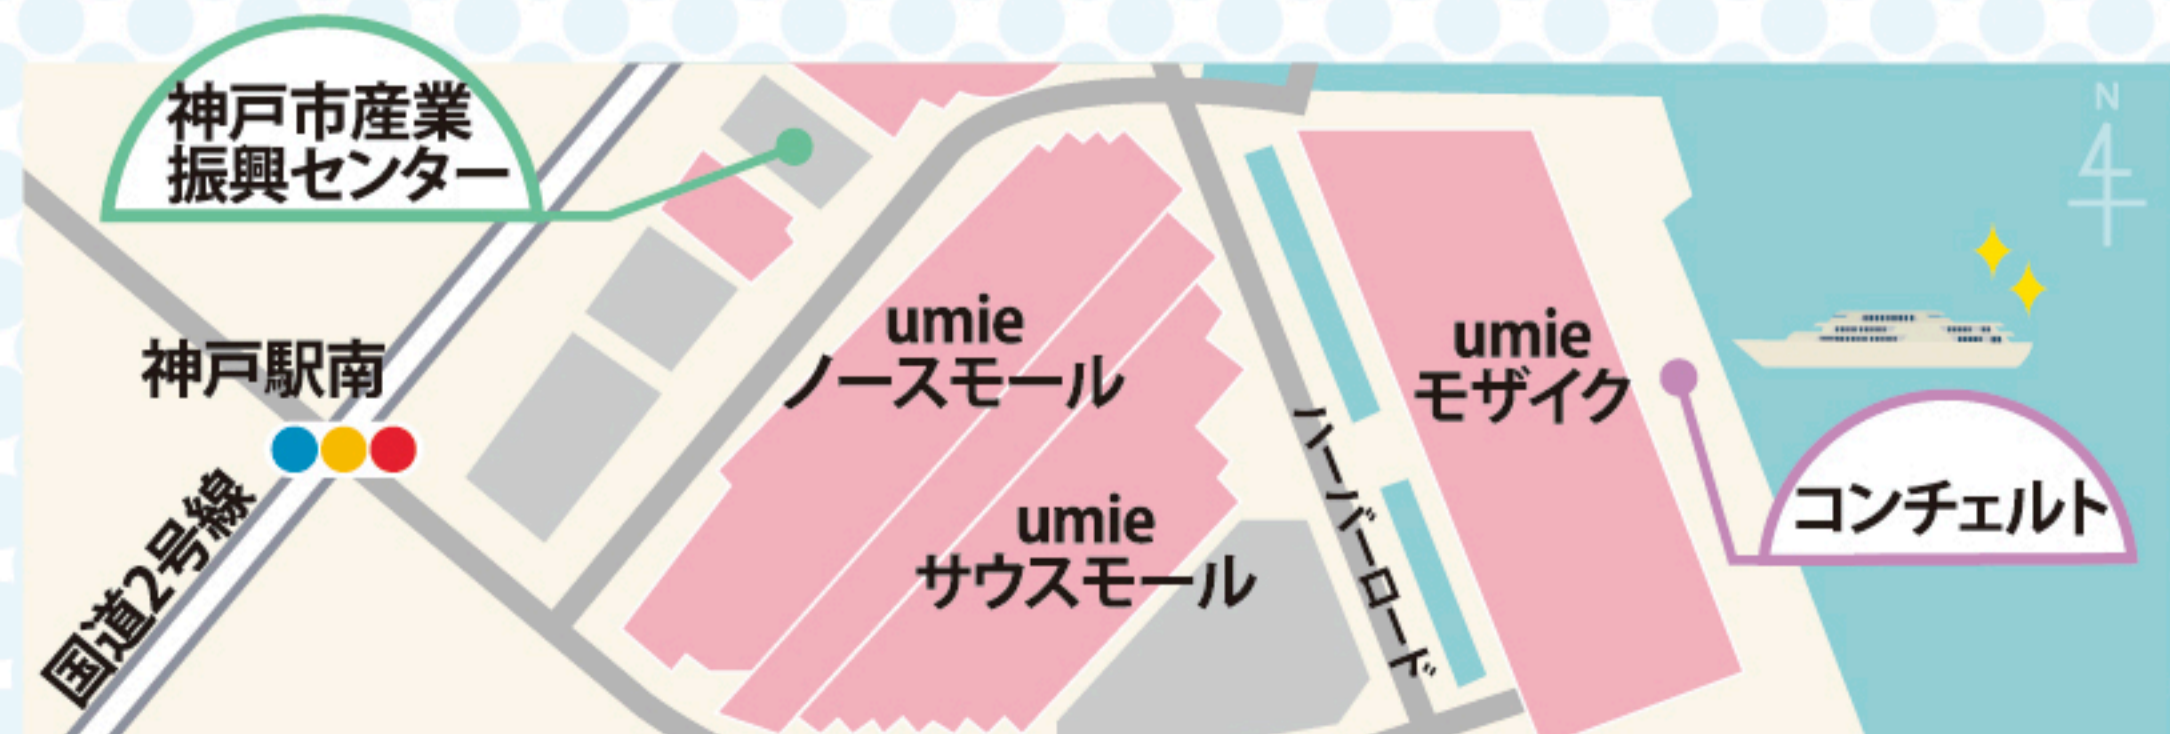 神戸市産業
振興センター
N
神戸駅南
国道2号線
umie
ノースモール
umie
サウスモール
ハーバーロード
umie
モザイク
コンチェルト